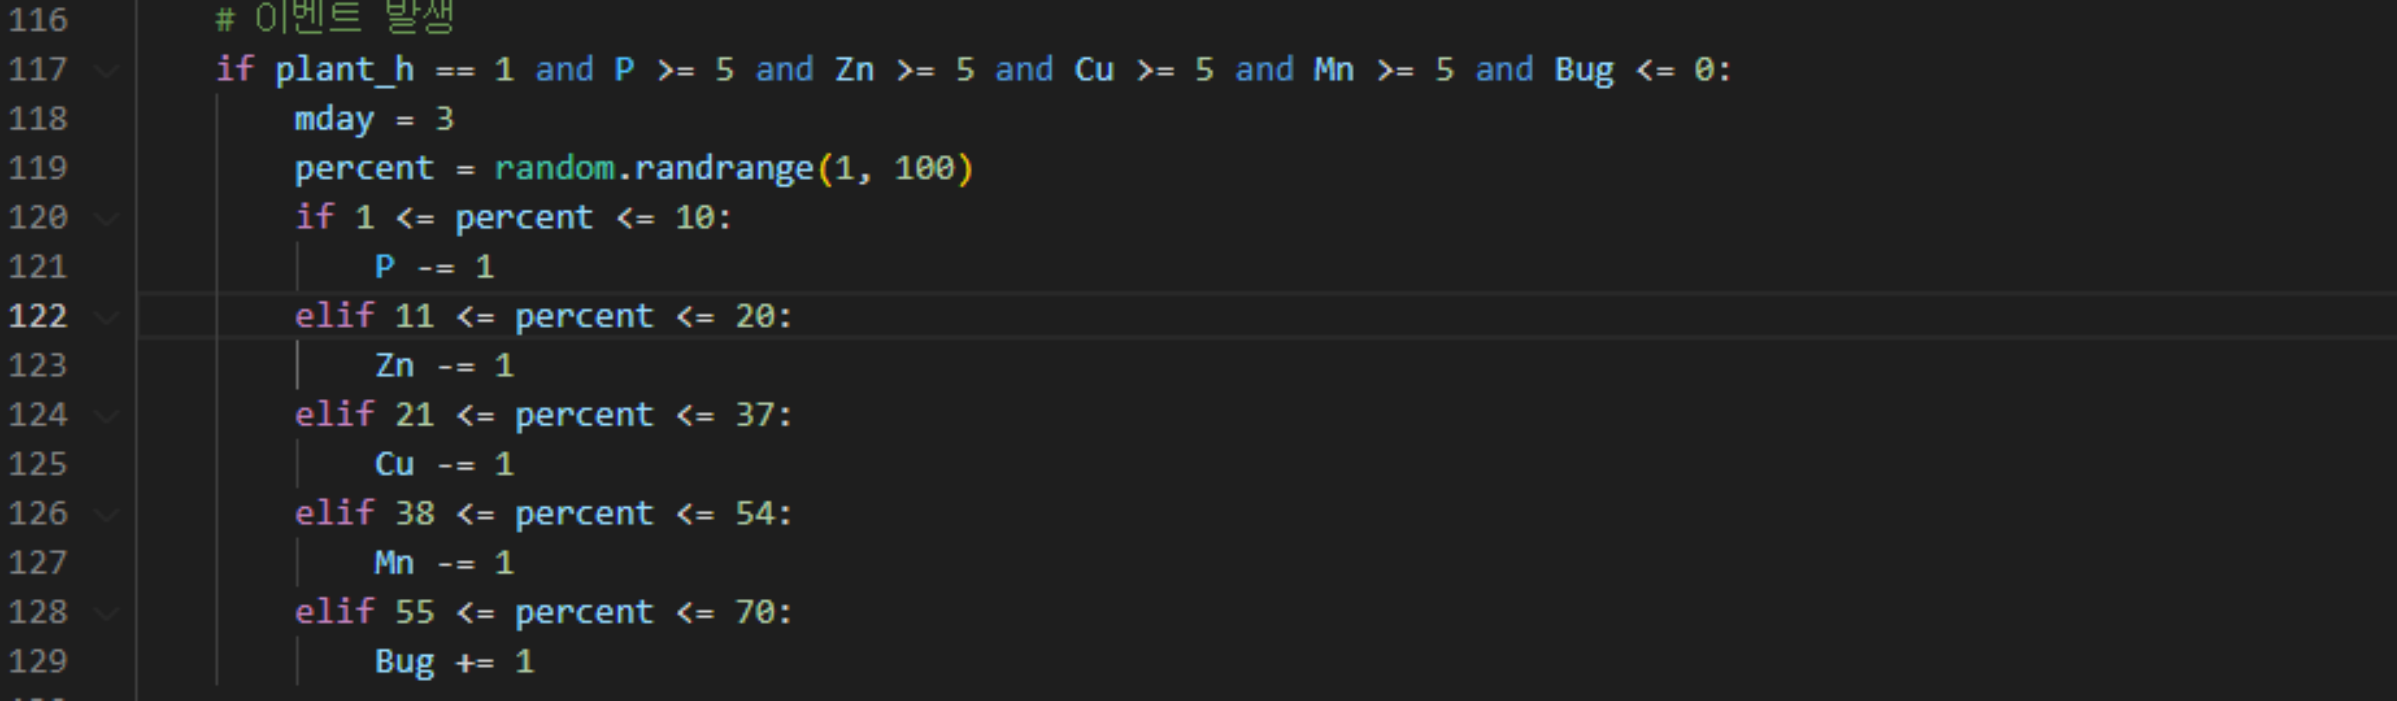 116 # 이벤트 발생
117 if plant_h == 1 and P >= 5 and Zn >= 5 and Cu >= 5 and Mn >= 5 and Bug <= 0:
118 mday = 3
119 percent = random.randrange(1, 100)
120 if 1 <= percent <= 10:
121 P -= 1
122 elif 11 <= percent <= 20:
123 Zn -= 1
124 elif 21 <= percent <= 37:
125 Cu -= 1
126 elif 38 <= percent <= 54:
127 Mn -= 1
128 elif 55 <= percent <= 70:
129 Bug += 1